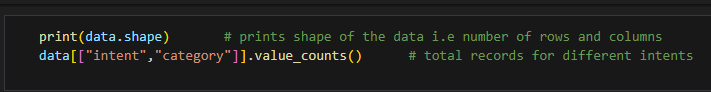 print(data.shape)       # prints shape of the data i.e number of rows and columns
data[["intent","category"]].value_counts()      # total records for different intents